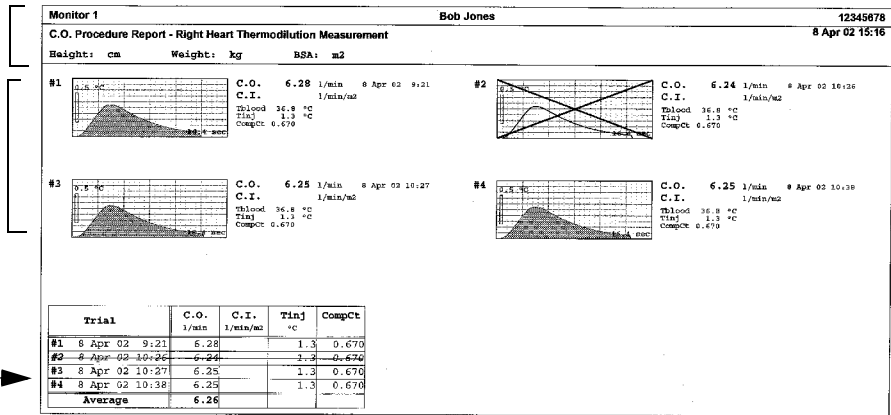 Monitor 1 Bob Jones 12345678
C.O. Procedure Report - Right Heart Thermodilution Measurement 8 Apr 02 15:16
Height: cm Weight: kg BSA: m2
#1 0.5 °C C.O. 6.28 l/min 8 Apr 02 9:21
C.I. l/min/m2
Tblood 36.8 °C
Tinj 1.3 °C
CompCt 0.670
sec
#2 0.5 °C C.O. 6.24 l/min 8 Apr 02 10:26
C.I. l/min/m2
Tblood 36.8 °C
Tinj 1.3 °C
CompCt 0.670
sec
#3 0.5 °C C.O. 6.25 l/min 8 Apr 02 10:27
C.I. l/min/m2
Tblood 36.8 °C
Tinj 1.3 °C
CompCt 0.670
sec
#4 0.5 °C C.O. 6.25 l/min 8 Apr 02 10:38
C.I. l/min/m2
Tblood 36.8 °C
Tinj 1.3 °C
CompCt 0.670
sec
Trial C.O. C.I. Tinj CompCt
l/min l/min/m2 °C
#1 8 Apr 02 9:21 6.28 1.3 0.670
#2 8 Apr 02 10:26 6.24 1.3 0.670
#3 8 Apr 02 10:27 6.25 1.3 0.670
#4 8 Apr 02 10:38 6.25 1.3 0.670
Average 6.26